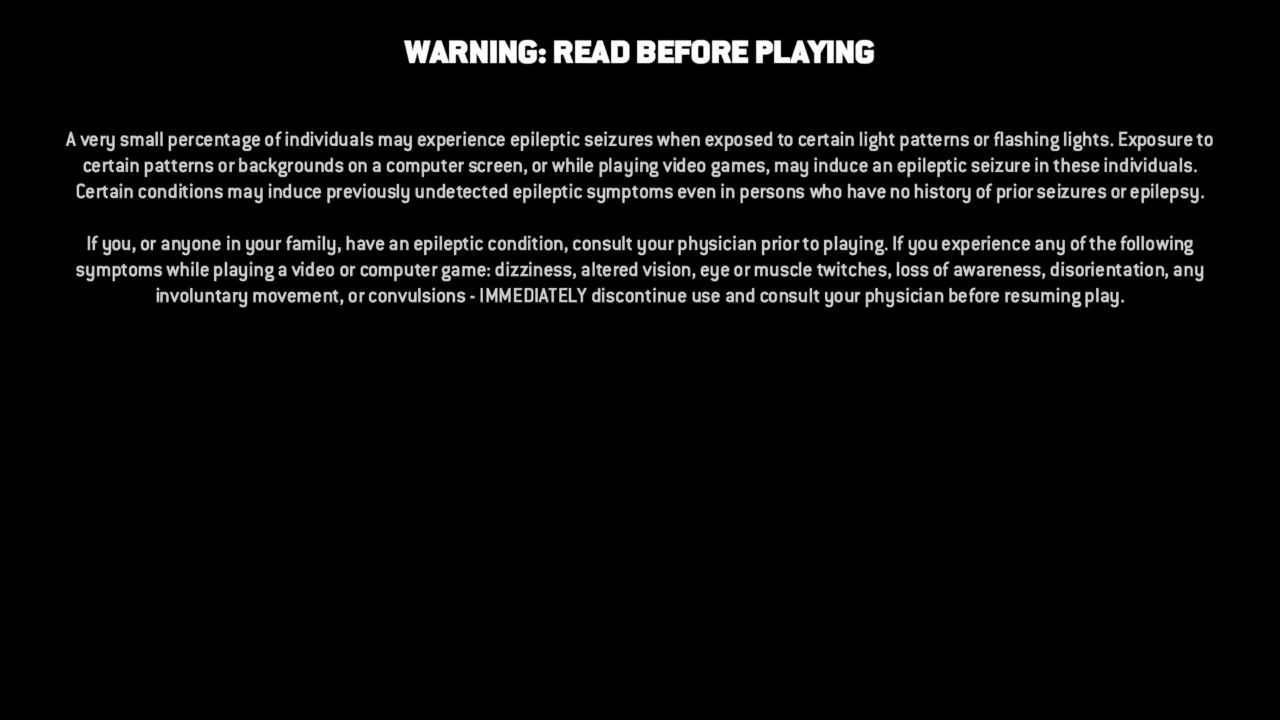 WARNING: READ BEFORE PLAYING
A very small percentage of individuals may experience epileptic seizures when exposed to certain light patterns or flashing lights. Exposure to
certain patterns or backgrounds on a computer screen, or while playing video games, may induce an epileptic seizure in these individuals.
Certain conditions may induce previously undetected epileptic symptoms even in persons who have no history of prior seizures or epilepsy.
If you, or anyone in your family, have an epileptic condition, consult your physician prior to playing. If you experience any of the following
symptoms while playing a video or computer game: dizziness, altered vision, eye or muscle twitches, loss of awareness, disorientation, any
involuntary movement, or convulsions - IMMEDIATELY discontinue use and consult your physician before resuming play.